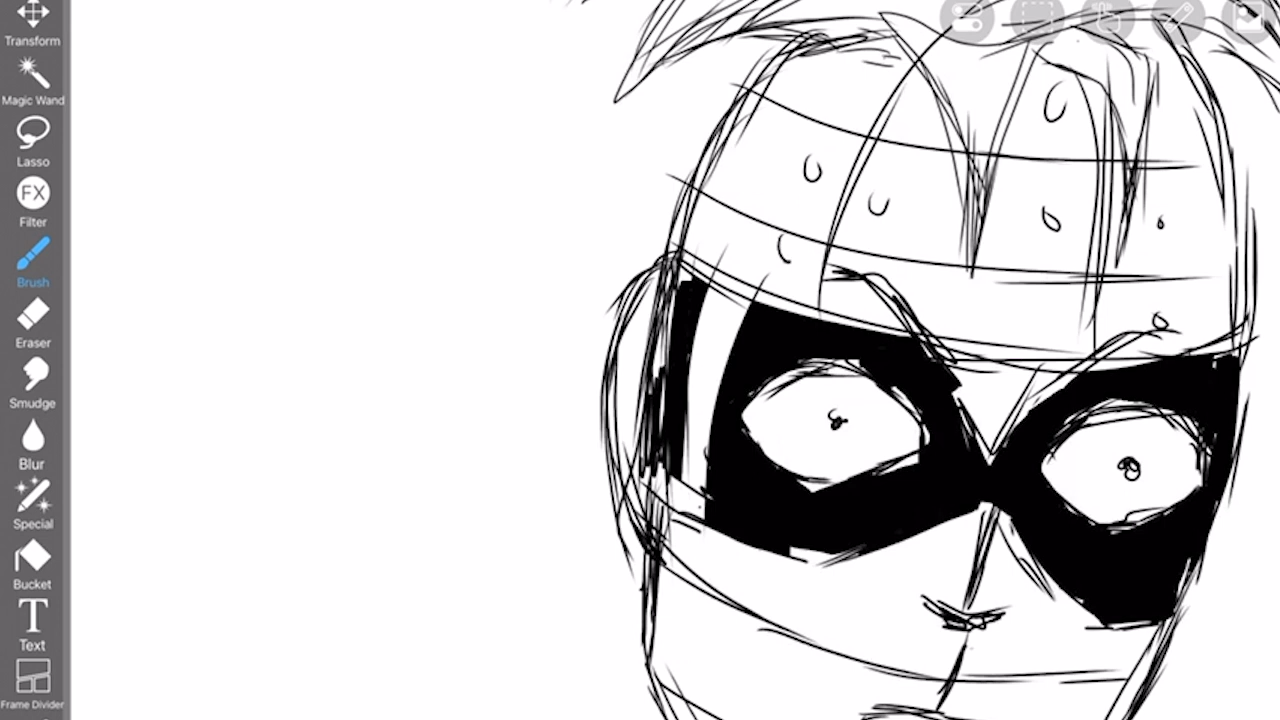 Transform
Magic Wand
Lasso
FX
Filter
Brush
Eraser
Smudge
Blur
Special
Bucket
T
Text
Frame Divider